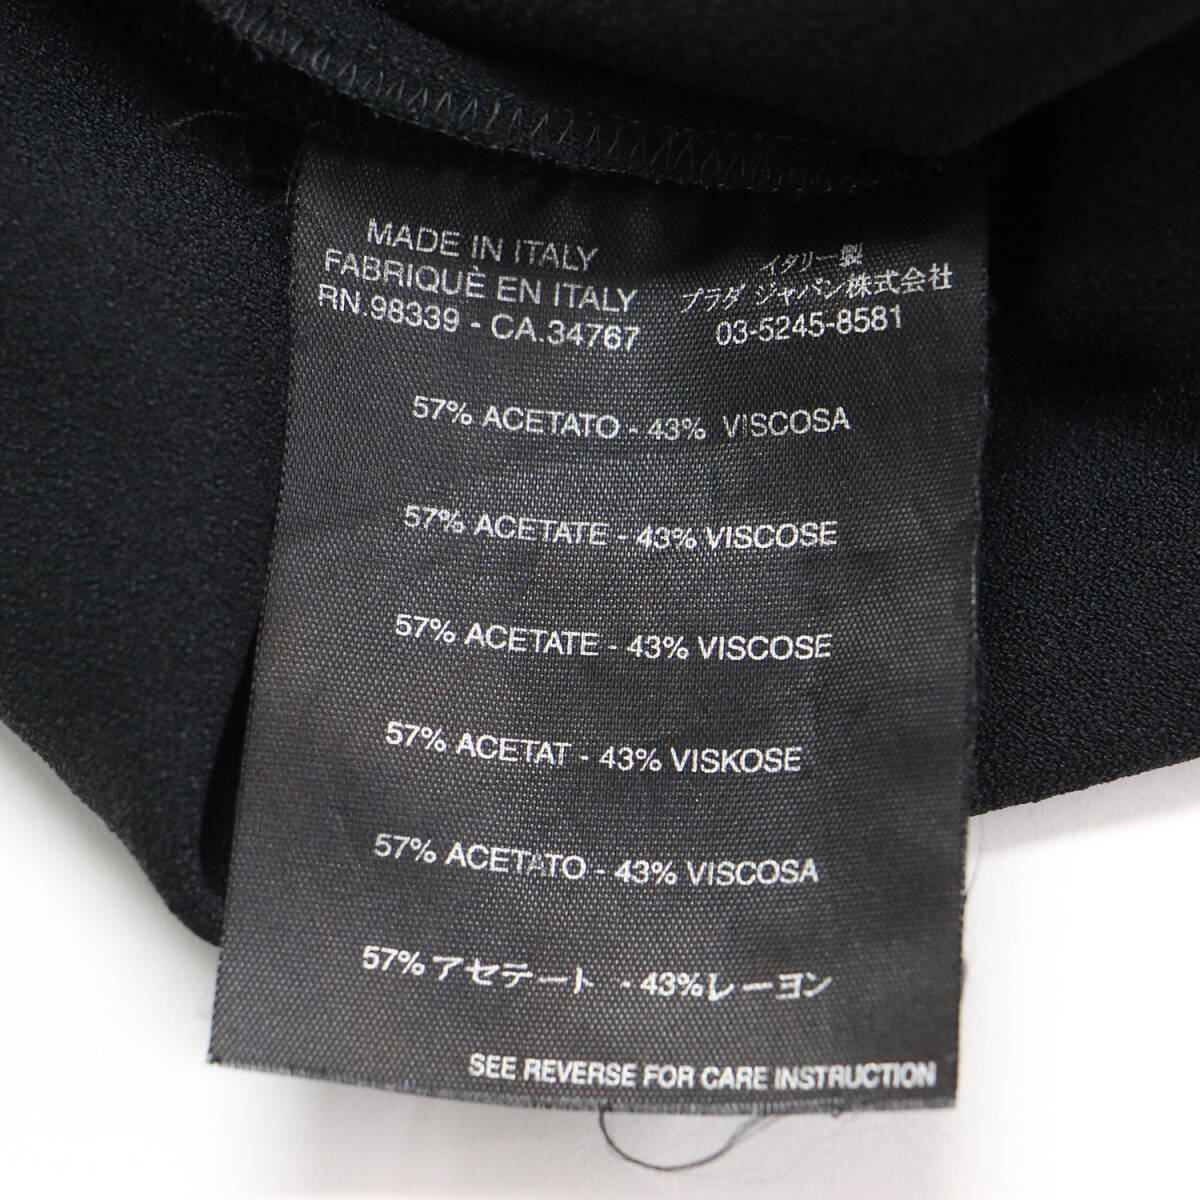 MADE IN ITALY
FABRIQUÈ EN ITALY
RN.98339 - CA.34767
イタリー製
プラダ ジャパン株式会社
03-5245-8581
57% ACETATO - 43% VISCOSA
57% ACETATE - 43% VISCOSE
57% ACETATE - 43% VISCOSE
57% ACETAT - 43% VISKOSE
57% ACETATO - 43% VISCOSA
57%アセテート - 43%レーヨン
SEE REVERSE FOR CARE INSTRUCTION